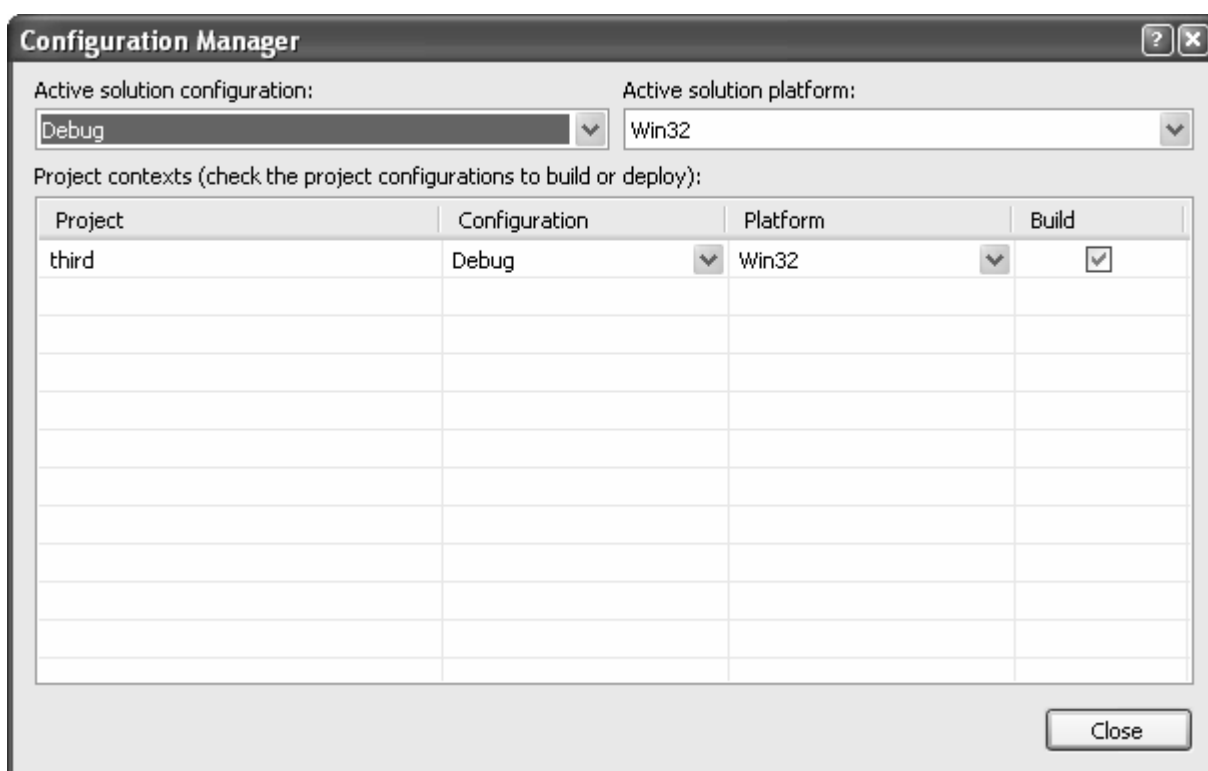 Configuration Manager
Active solution configuration: Active solution platform:
Debug Win32
Project contexts (check the project configurations to build or deploy):
Project Configuration Platform Build
third Debug Win32
Close